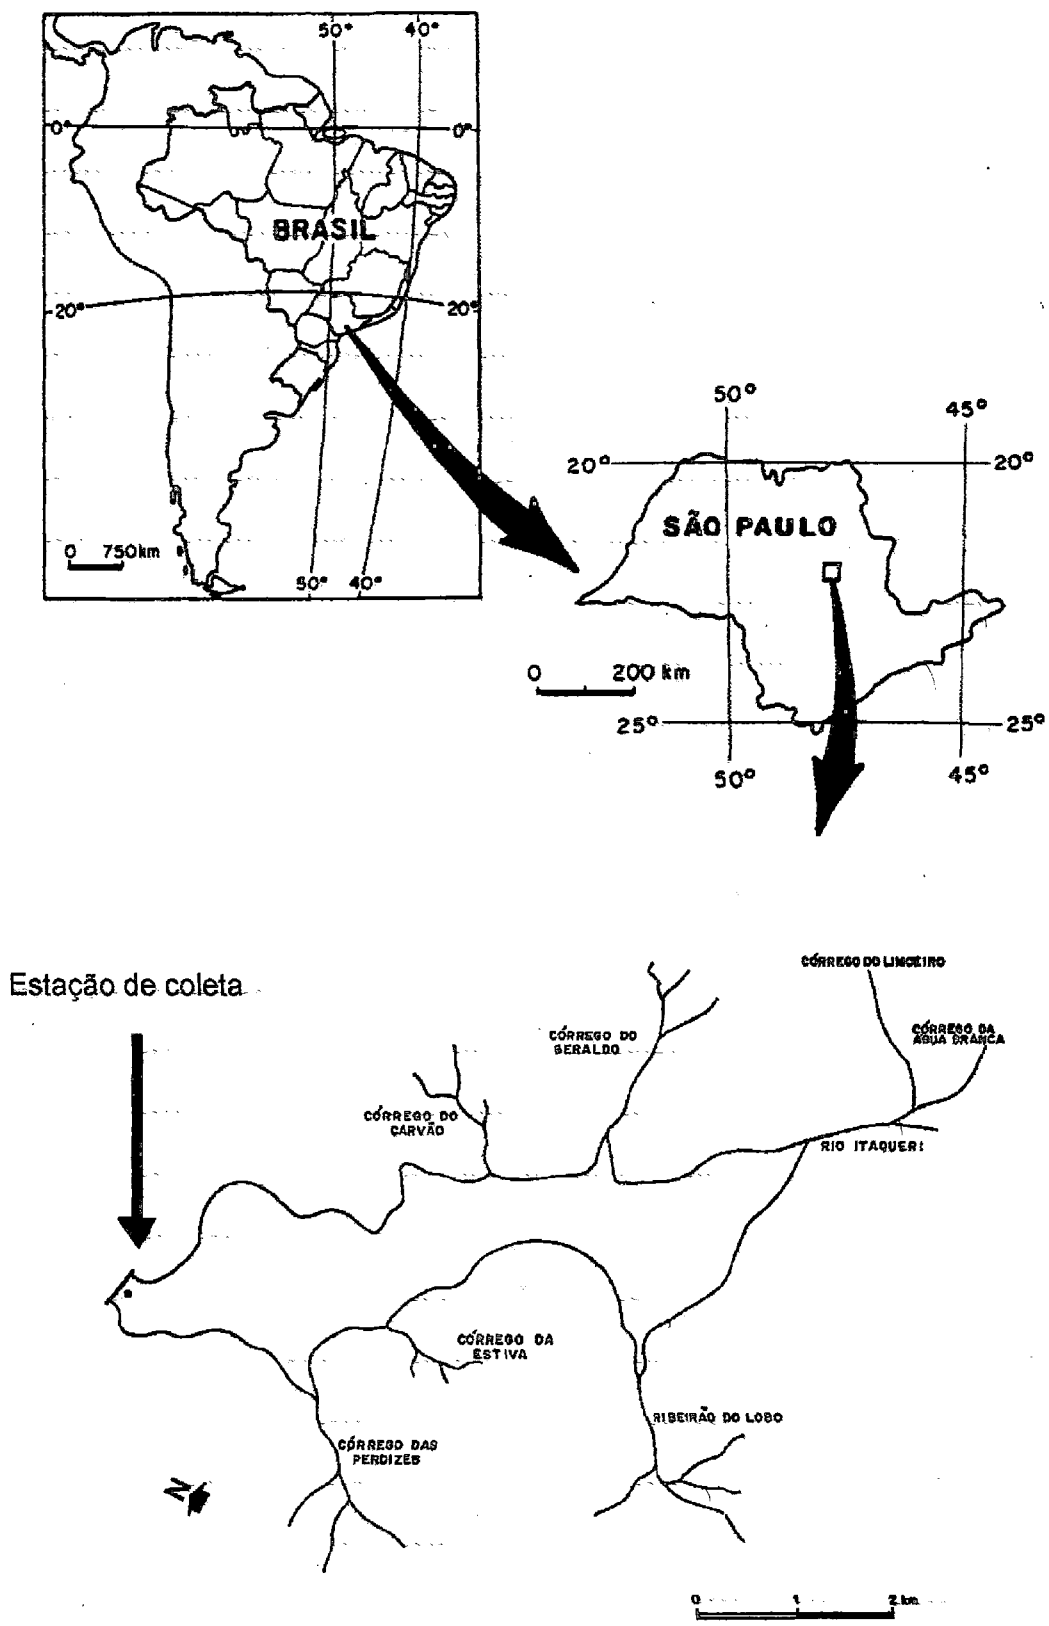 50° 40°
0° 0°
BRASIL
20° 20°
0 750km
50° 40°
50°
45°
20° 20°
SÃO PAULO
0 200 km
25° 25°
50° 45°
Estação de coleta
CÓRREGO DO LIMOEIRO
CÓRREGO DA
ÁGUA BRANCA
CÓRREGO DO
GERALDO
CÓRREGO DO
CARVÃO
RIO ITAQUERI
CÓRREGO DA
ESTIVA
RIBEIRÃO DO LOBO
CÓRREGO DAS
PERDIZES
N
0 1 2 km